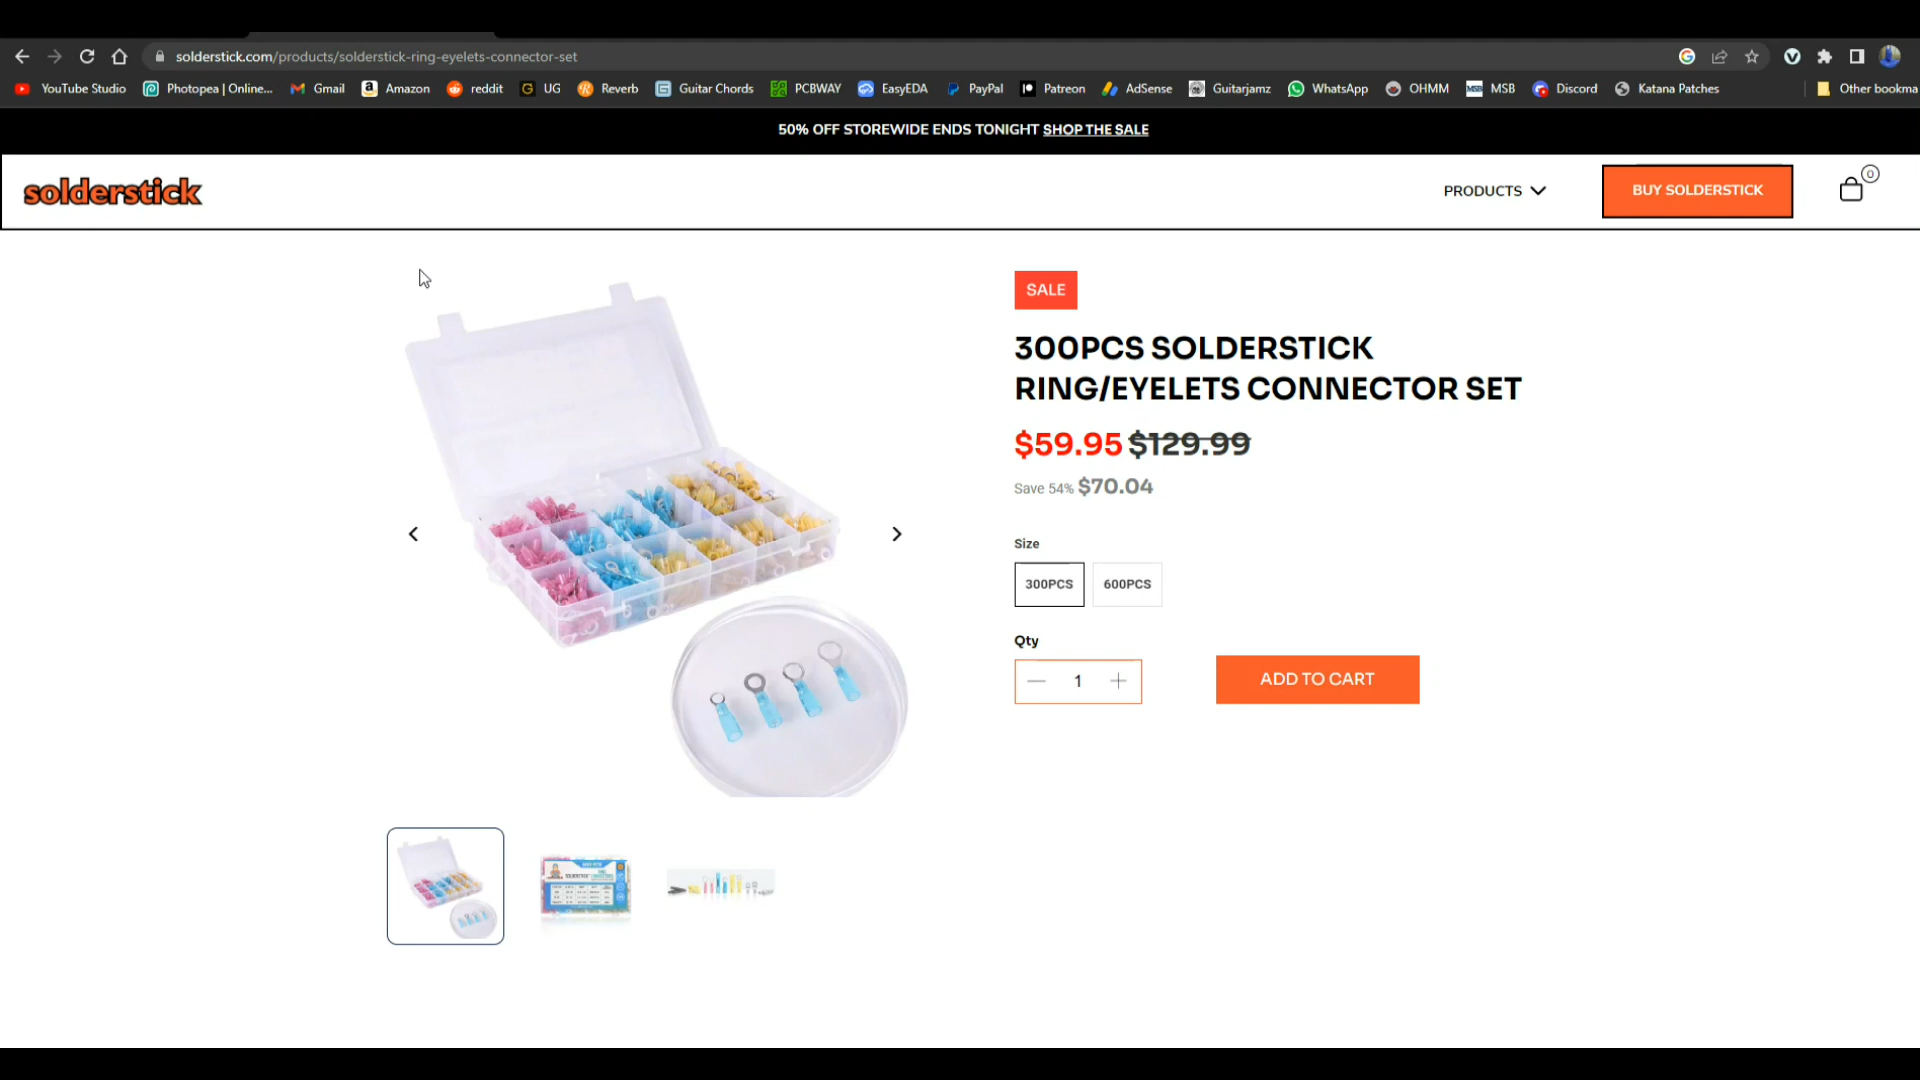 solderstick.com/products/solderstick-ring-eyelets-connector-set
YouTube Studio
Photopea | Online...
Gmail
Amazon
reddit
UG
Reverb
Guitar Chords
PCBWAY
EasyEDA
PayPal
Patreon
AdSense
Guitarjamz
WhatsApp
OHMM
MSB
Discord
Katana Patches
Other bookma
50% OFF STOREWIDE ENDS TONIGHT SHOP THE SALE
solderstick
PRODUCTS
BUY SOLDERSTICK
0
SALE
300PCS SOLDERSTICK
RING/EYELETS CONNECTOR SET
$59.95 $129.99
Save 54% $70.04
Size
300PCS
600PCS
Qty
1
ADD TO CART